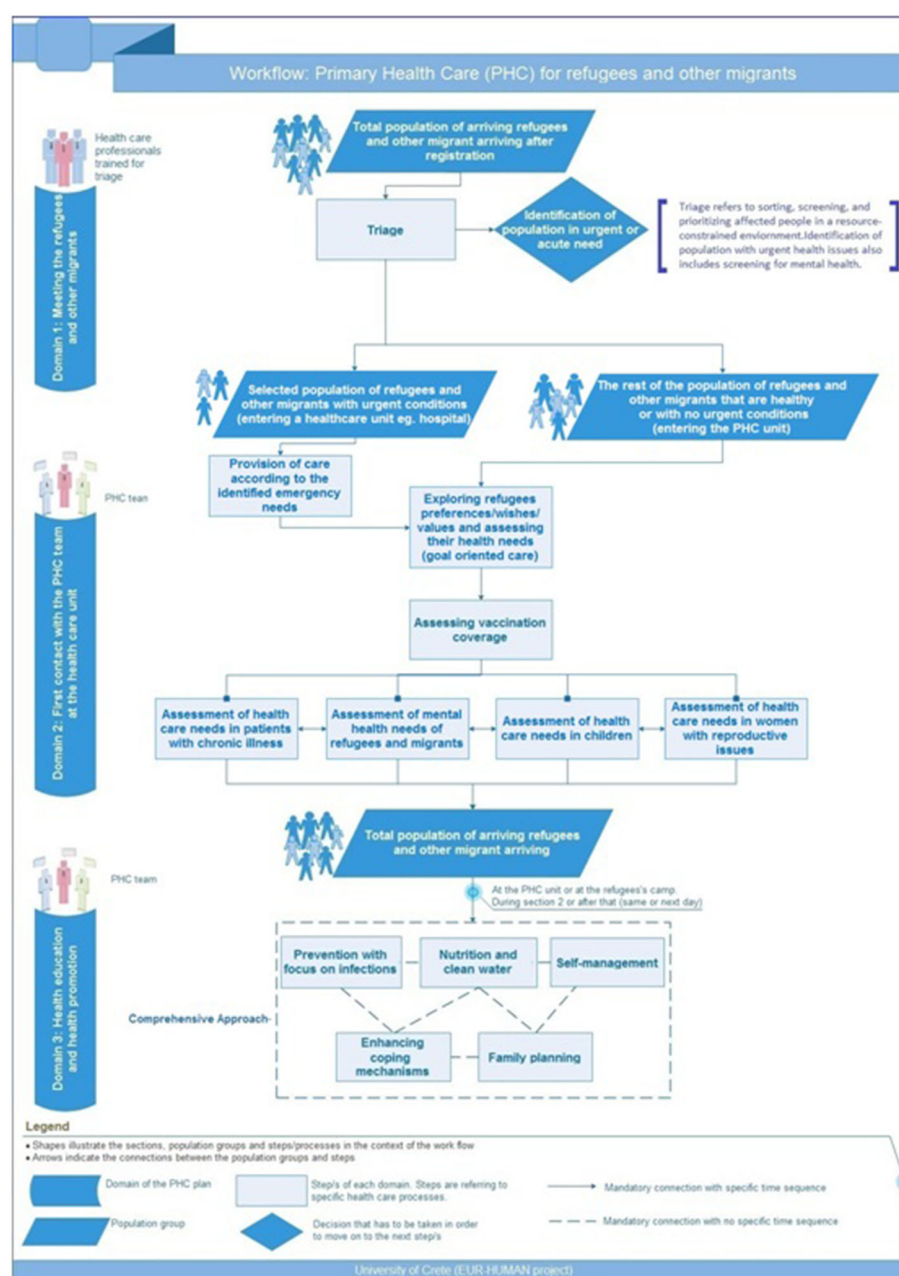 Workflow: Primary Health Care (PHC) for refugees and other migrants
Health care
professionals
trained for
triage
Domain 1: Meeting the refugees
and other migrants
Total population of arriving refugees
and other migrant arriving after
registration
Triage
Identification of
population in urgent or
acute need
Triage refers to sorting, screening, and
prioritizing affected people in a resource-
constrained enviornment.Identification of
population with urgent health issues also
includes screening for mental health.
Selected population of refugees and
other migrants with urgent conditions
(entering a healthcare unit eg. hospital)
The rest of the population of refugees and
other migrants that are healthy
or with no urgent conditions
(entering the PHC unit)
PHC tean
Domain 2: First contact with the PHC team
at the health care unit
Provision of care
according to the
identified emergency
needs
Exploring refugees
preferences/wishes/
values and assessing
their health needs
(goal oriented care)
Assessing vaccination
coverage
Assessment of health
care needs in patients
with chronic illness
Assessment of mental
health needs of
refugees and migrants
Assessment of health
care needs in children
Assessment of health
care needs in women
with reproductive
issues
Total population of arriving refugees
and other migrant arriving
PHC team
Domain 3: Health education
and health promotion
At the PHC unit or at the refugees's camp.
During section 2 or after that (same or next day)
Prevention with
focus on infections
Nutrition and
clean water
Self-management
Comprehensive Approach
Enhancing
coping
mechanisms
Family planning
Legend
• Shapes illustrate the sections, population groups and steps/processes in the context of the work flow
• Arrows indicate the connections between the population groups and steps
Domain of the PHC plan
Step/s of each domain. Steps are referring to
specific health care processes.
Mandatory connection with specific time sequence
Population group
Decision that has to be taken in order
to move on to the next step/s
Mandatory connection with no specific time sequence
University of Crete (EUR-HUMAN project)